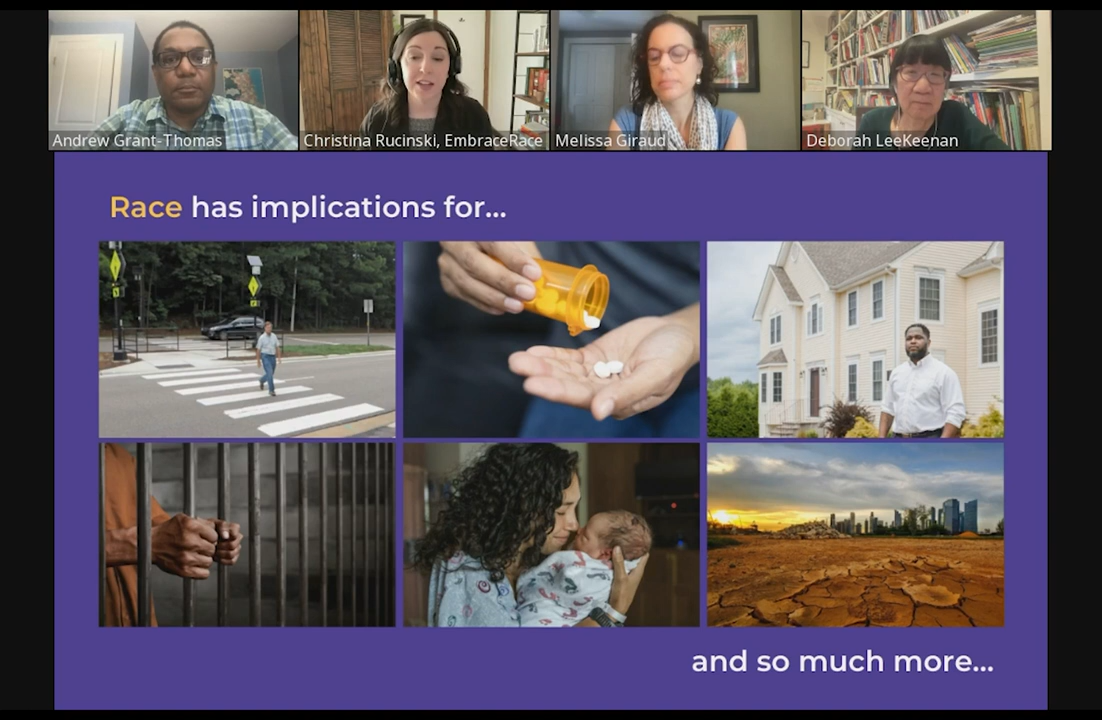 Andrew Grant-Thomas
Christina Rucinski, EmbraceRace
Melissa Giraud
Deborah LeeKeenan
Race has implications for...
and so much more...